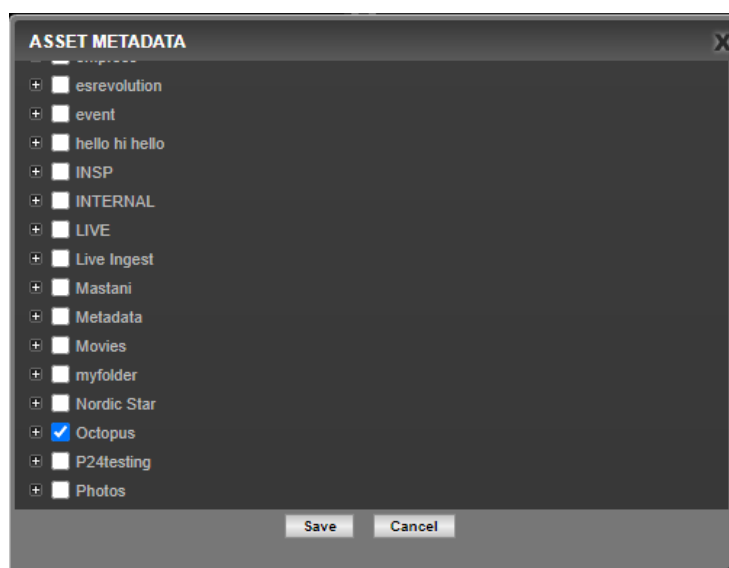 ASSET METADATA
X
esrevolution
event
hello hi hello
INSP
INTERNAL
LIVE
Live Ingest
Mastani
Metadata
Movies
myfolder
Nordic Star
Octopus
P24testing
Photos
Save Cancel